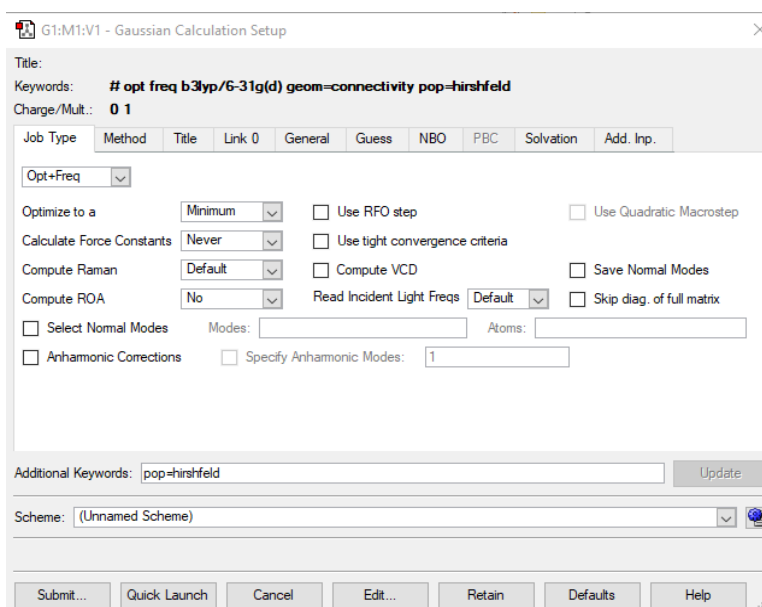 G1:M1:V1 - Gaussian Calculation Setup
Title:
Keywords: # opt freq b3lyp/6-31g(d) geom=connectivity pop=hirshfeld
Charge/Mult.: 0 1
Job Type Method Title Link 0 General Guess NBO PBC Solvation Add. Inp.
Opt+Freq
Optimize to a Minimum Use RFO step Use Quadratic Macrostep
Calculate Force Constants Never Use tight convergence criteria
Compute Raman Default Compute VCD Save Normal Modes
Compute ROA No Read Incident Light Freqs Default Skip diag. of full matrix
Select Normal Modes Modes: Atoms:
Anharmonic Corrections Specify Anharmonic Modes: 1
Additional Keywords: pop=hirshfeld Update
Scheme: (Unnamed Scheme)
Submit... Quick Launch Cancel Edit... Retain Defaults Help